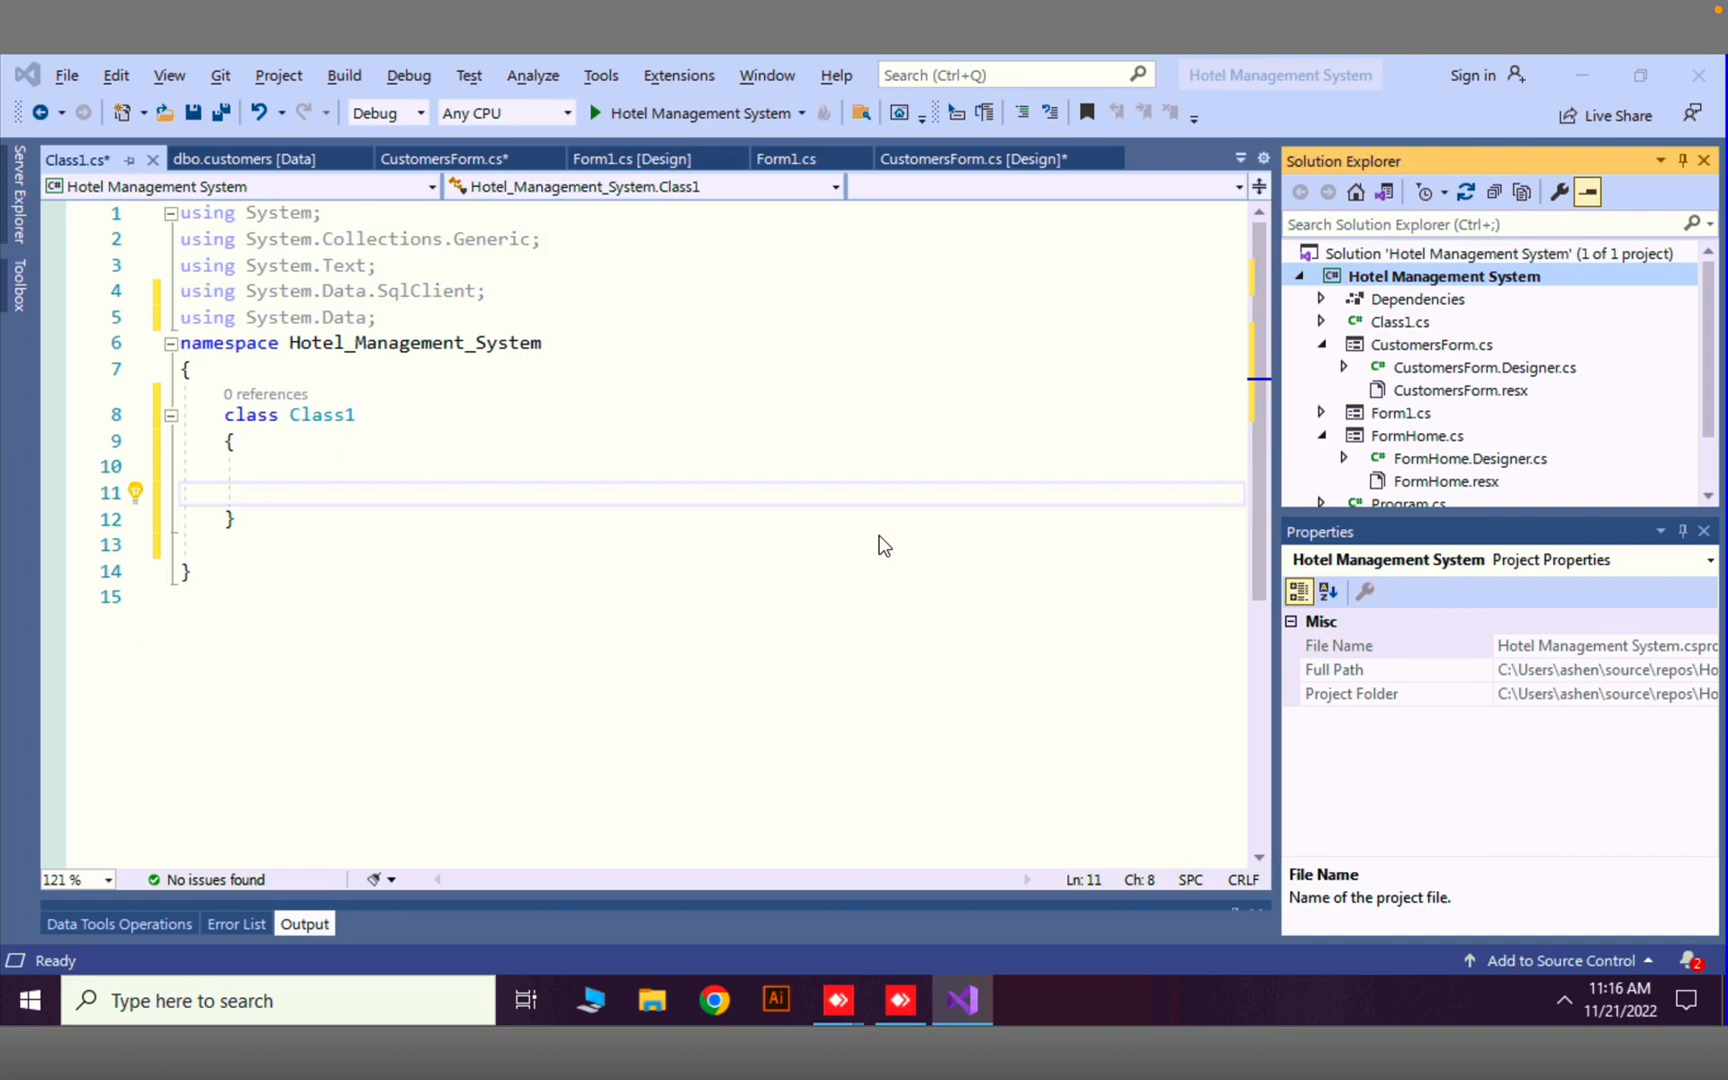 File Edit View Git Project Build Debug Test Analyze Tools Extensions Window Help Search (Ctrl+Q) Hotel Management System Sign in
Debug Any CPU Hotel Management System Live Share
Server Explorer
Toolbox
Class1.cs* dbo.customers [Data] CustomersForm.cs* Form1.cs [Design] Form1.cs CustomersForm.cs [Design]*
Hotel Management System Hotel_Management_System.Class1
1 using System;
2 using System.Collections.Generic;
3 using System.Text;
4 using System.Data.SqlClient;
5 using System.Data;
6 namespace Hotel_Management_System
7 {
0 references
8 class Class1
9 {
10
11
12 }
13
14 }
15
121 % No issues found Ln: 11 Ch: 8 SPC CRLF
Data Tools Operations Error List Output
Solution Explorer
Search Solution Explorer (Ctrl+;)
Solution 'Hotel Management System' (1 of 1 project)
C# Hotel Management System
Dependencies
C# Class1.cs
CustomersForm.cs
C# CustomersForm.Designer.cs
CustomersForm.resx
Form1.cs
FormHome.cs
C# FormHome.Designer.cs
FormHome.resx
C# Program.cs
Properties
Hotel Management System Project Properties
Misc
File Name Hotel Management System.cspro
Full Path C:\Users\ashen\source\repos\Ho
Project Folder C:\Users\ashen\source\repos\Ho
File Name
Name of the project file.
Ready Add to Source Control 2
Type here to search Ai
11:16 AM
11/21/2022